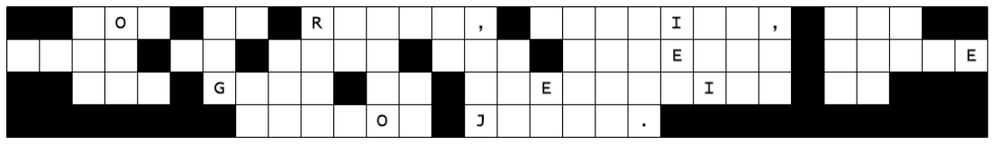 O R , I ,
E E
G E I
O J .